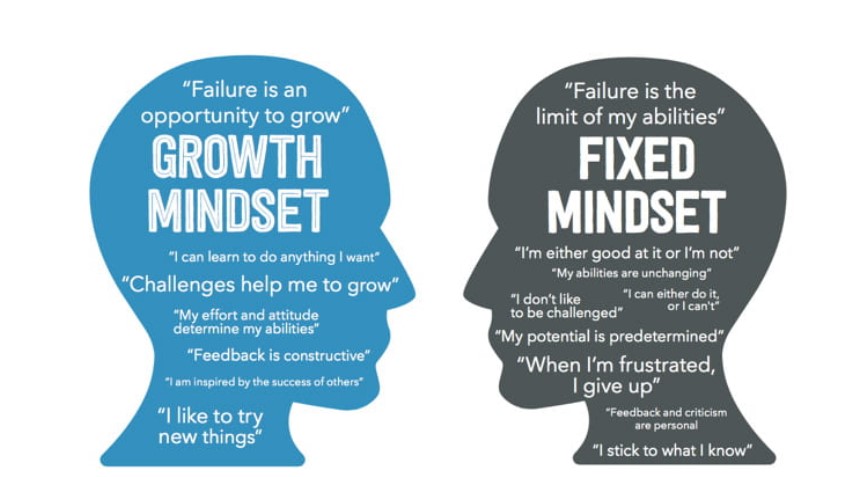 “Failure is an
opportunity to grow”
GROWTH
MINDSET
“I can learn to do anything I want”
“Challenges help me to grow”
“My effort and attitude
determine my abilities”
“Feedback is constructive”
“I am inspired by the success of others”
“I like to try
new things”
“Failure is the
limit of my abilities”
FIXED
MINDSET
“I’m either good at it or I’m not”
“My abilities are unchanging”
“I don’t like
to be challenged”
“I can either do it,
or I can’t”
“My potential is predetermined”
“When I’m frustrated,
I give up”
“Feedback and criticism
are personal
“I stick to what I know”